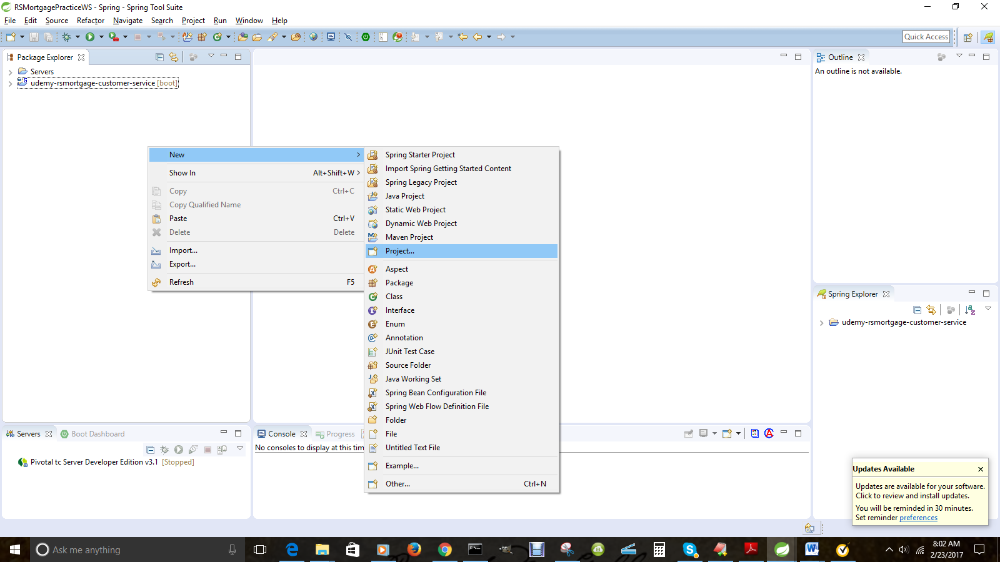 RSMortgagePracticeWS - Spring - Spring Tool Suite
File Edit Source Refactor Navigate Search Project Run Window Help
Quick Access
Package Explorer
Servers
udemy-rsmortgage-customer-service [boot]
Outline
An outline is not available.
New
Show In Alt+Shift+W
Copy Ctrl+C
Copy Qualified Name
Paste Ctrl+V
Delete Delete
Import...
Export...
Refresh F5
Spring Starter Project
Import Spring Getting Started Content
Spring Legacy Project
Java Project
Static Web Project
Dynamic Web Project
Maven Project
Project...
Aspect
Package
Class
Interface
Enum
Annotation
JUnit Test Case
Source Folder
Java Working Set
Spring Bean Configuration File
Spring Web Flow Definition File
Folder
File
Untitled Text File
Example...
Other... Ctrl+N
Spring Explorer
udemy-rsmortgage-customer-service
Servers Boot Dashboard
Pivotal tc Server Developer Edition v3.1 [Stopped]
Console Progress
No consoles to display at this tim
Updates Available
Updates are available for your software.
Click to review and install updates.
You will be reminded in 30 minutes.
Set reminder preferences
Ask me anything
8:02 AM
2/23/2017